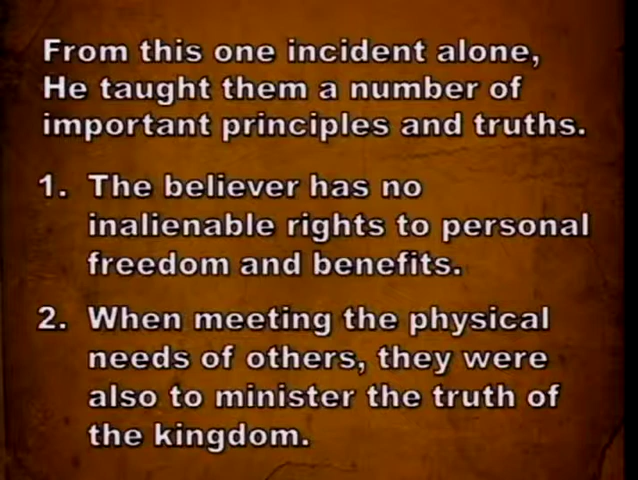 From this one incident alone,
He taught them a number of
important principles and truths.
1. The believer has no
inalienable rights to personal
freedom and benefits.
2. When meeting the physical
needs of others, they were
also to minister the truth of
the kingdom.